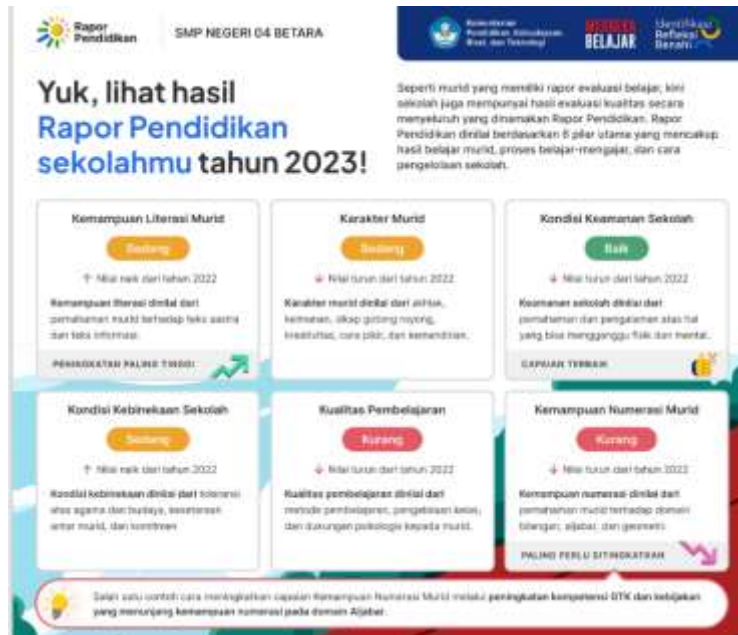 Rapor
Pendidikan
SMP NEGERI 04 BETARA
Kementerian
Pendidikan, Kebudayaan,
Riset, dan Teknologi
MERDEKA
BELAJAR
Identifikasi
Refleksi
Benahi
Yuk, lihat hasil
Rapor Pendidikan
sekolahmu tahun 2023!
Seperti murid yang memiliki rapor evaluasi belajar, kini
sekolah juga mempunyai hasil evaluasi kualitas secara
menyeluruh yang dinamakan Rapor Pendidikan. Rapor
Pendidikan dinilai berdasarkan 6 pilar utama yang mencakup
hasil belajar murid, proses belajar-mengajar, dan cara
pengelolaan sekolah.
Kemampuan Literasi Murid
Sedang
Nilai naik dari tahun 2022
Kemampuan literasi dinilai dari
pemahaman murid terhadap teks sastra
dan teks informasi.
PENINGKATAN PALING TINGGI
Karakter Murid
Sedang
Nilai turun dari tahun 2022
Karakter murid dinilai dari akhlak,
keimanan, sikap gotong royong,
kreativitas, cara pikir, dan kemandirian.
Kondisi Keamanan Sekolah
Baik
Nilai turun dari tahun 2022
Keamanan sekolah dinilai dari
pemahaman dan pengalaman atas hal
yang bisa mengganggu fisik dan mental.
CAPAIAN TERBAIK
Kondisi Kebinekaan Sekolah
Sedang
Nilai naik dari tahun 2022
Kondisi kebinekaan dinilai dari toleransi
atas agama dan budaya, kesetaraan
antar murid, dan komitmen
Kualitas Pembelajaran
Kurang
Nilai turun dari tahun 2022
Kualitas pembelajaran dinilai dari
metode pembelajaran, pengelolaan kelas,
dan dukungan psikologis kepada murid.
Kemampuan Numerasi Murid
Kurang
Nilai turun dari tahun 2022
Kemampuan numerasi dinilai dari
pemahaman murid terhadap domain
bilangan, aljabar, dan geometri.
PALING PERLU DITINGKATKAN
Salah satu contoh cara meningkatkan capaian Kemampuan Numerasi Murid melalui peningkatan kompetensi GTK dan kebijakan
yang menunjang kemampuan numerasi pada domain Aljabar.